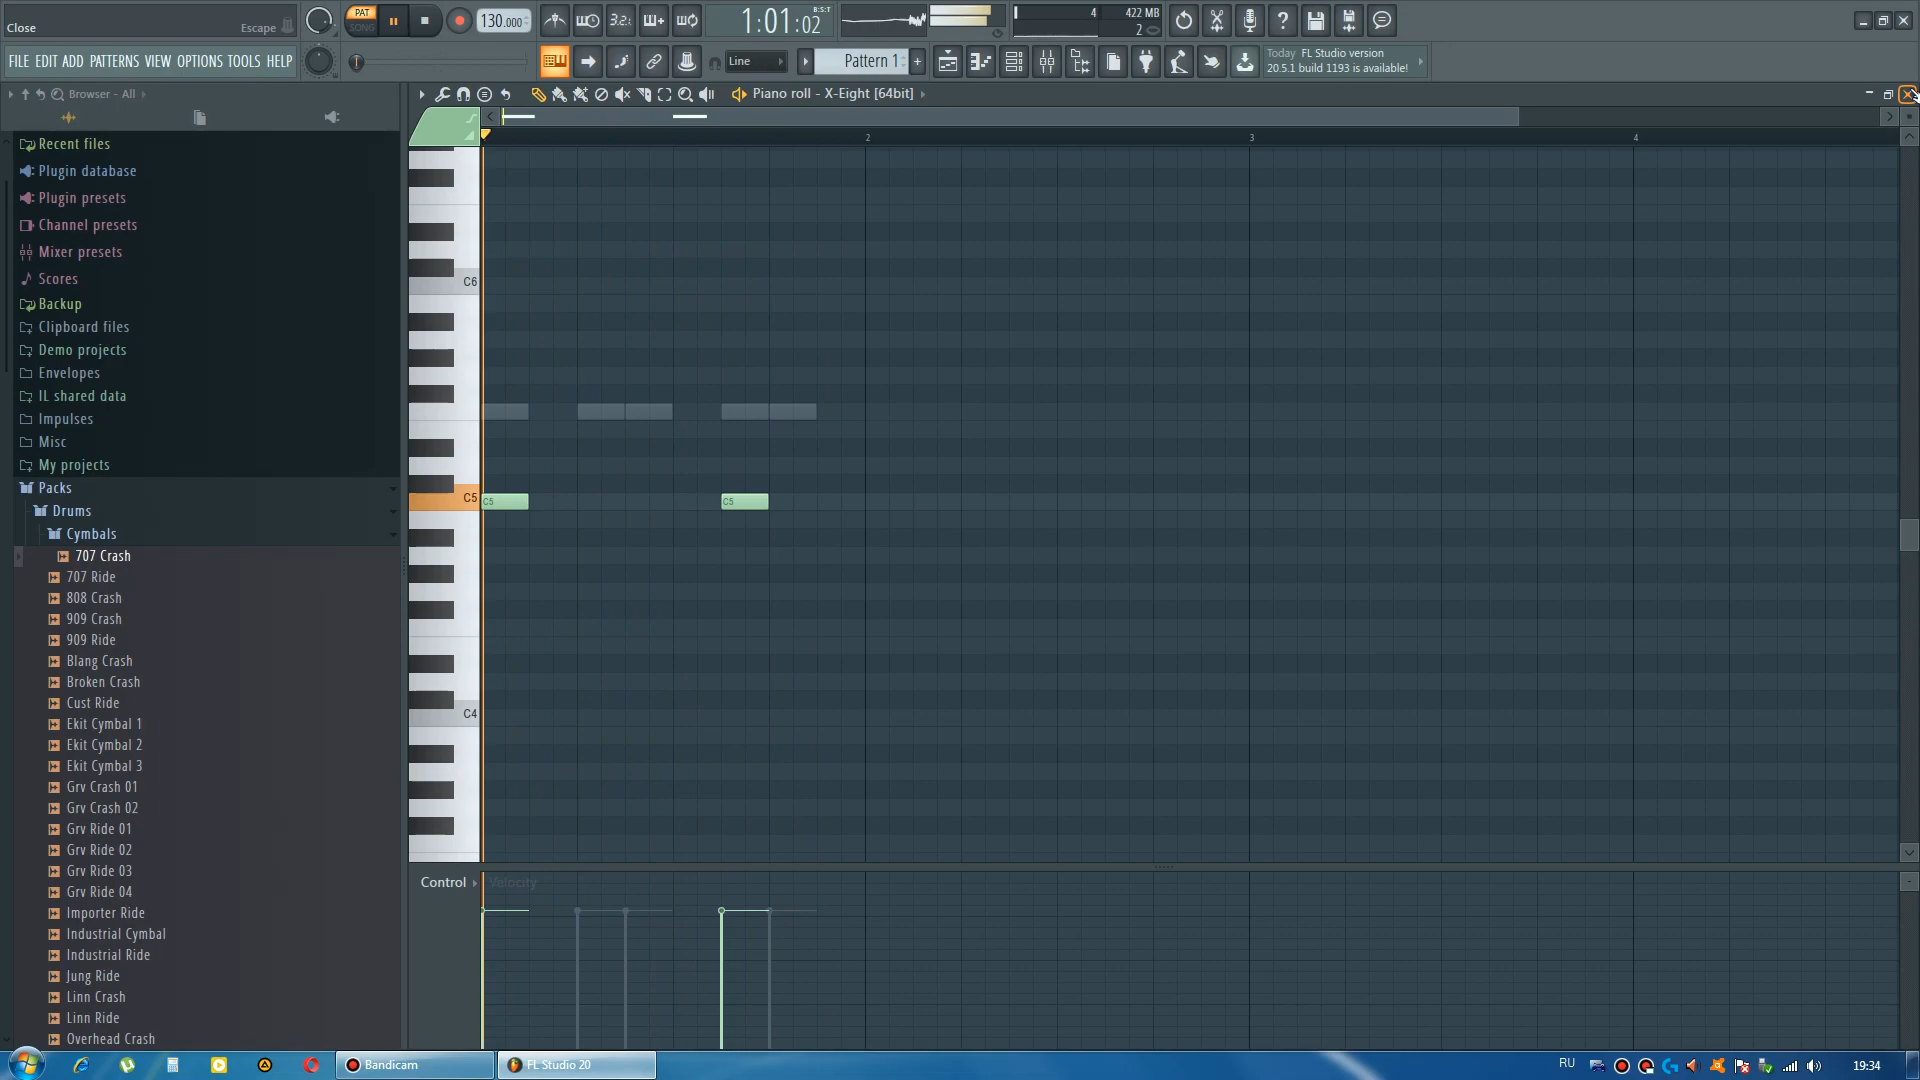 Close Escape
PAT
SONG
130.000
3.2.
1:01:02
B:S:T
4
422 MB
2
FILE EDIT ADD PATTERNS VIEW OPTIONS TOOLS HELP
Line
Pattern 1
+
Today FL Studio version
20.5.1 build 1193 is available!
Browser - All
Piano roll - X-Eight [64bit]
2
3
4
Recent files
Plugin database
Plugin presets
Channel presets
Mixer presets
Scores
Backup
Clipboard files
Demo projects
Envelopes
IL shared data
Impulses
Misc
My projects
Packs
Drums
Cymbals
707 Crash
707 Ride
808 Crash
909 Crash
909 Ride
Blang Crash
Broken Crash
Cust Ride
Ekit Cymbal 1
Ekit Cymbal 2
Ekit Cymbal 3
Grv Crash 01
Grv Crash 02
Grv Ride 01
Grv Ride 02
Grv Ride 03
Grv Ride 04
Importer Ride
Industrial Cymbal
Industrial Ride
Jung Ride
Linn Crash
Linn Ride
Overhead Crash
C6
C5
C5
C5
C4
Control
Velocity
Bandicam
FL Studio 20
RU
19:34